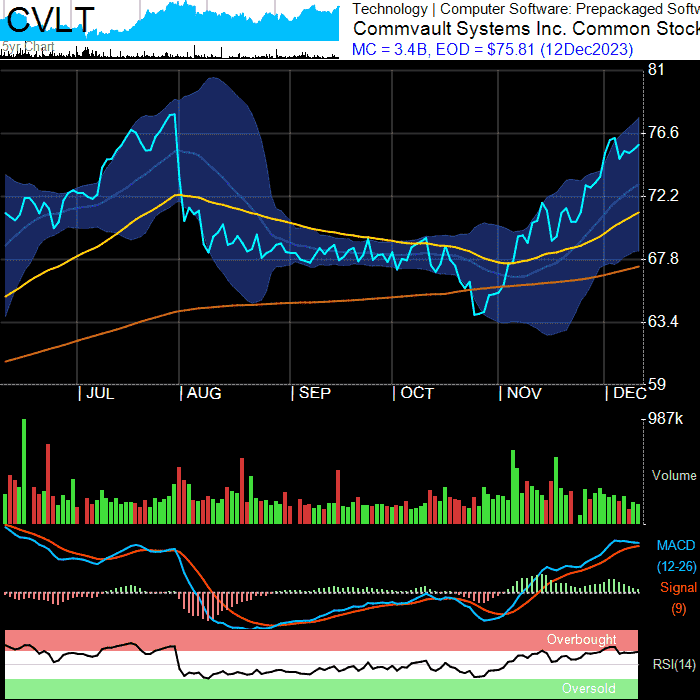 CVLT
5yr Chart
Technology | Computer Software: Prepackaged Softw
Commvault Systems Inc. Common Stock
MC = 3.4B, EOD = $75.81 (12Dec2023)
81
76.6
72.2
67.8
63.4
59
| JUL | AUG | SEP | OCT | NOV | DEC
987k
Volume
MACD
(12-26)
Signal
(9)
Overbought
RSI(14)
Oversold